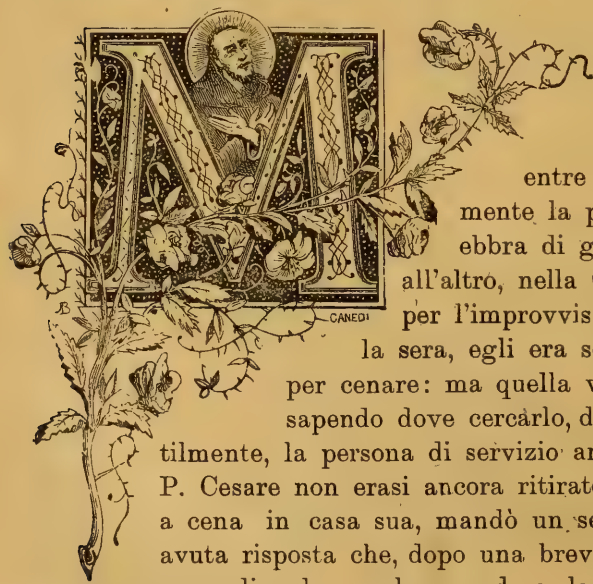 Mentre
mente la p
ebbra di g
all'altro, nella
CANEDI
per l'improvvis
la sera, egli era s
per cenare: ma quella v
sapendo dove cercarlo, d
tilmente, la persona di servizio an
P. Cesare non erasi ancora ritirat
a cena in casa sua, mandò un se
avuta risposta che, dopo una brev